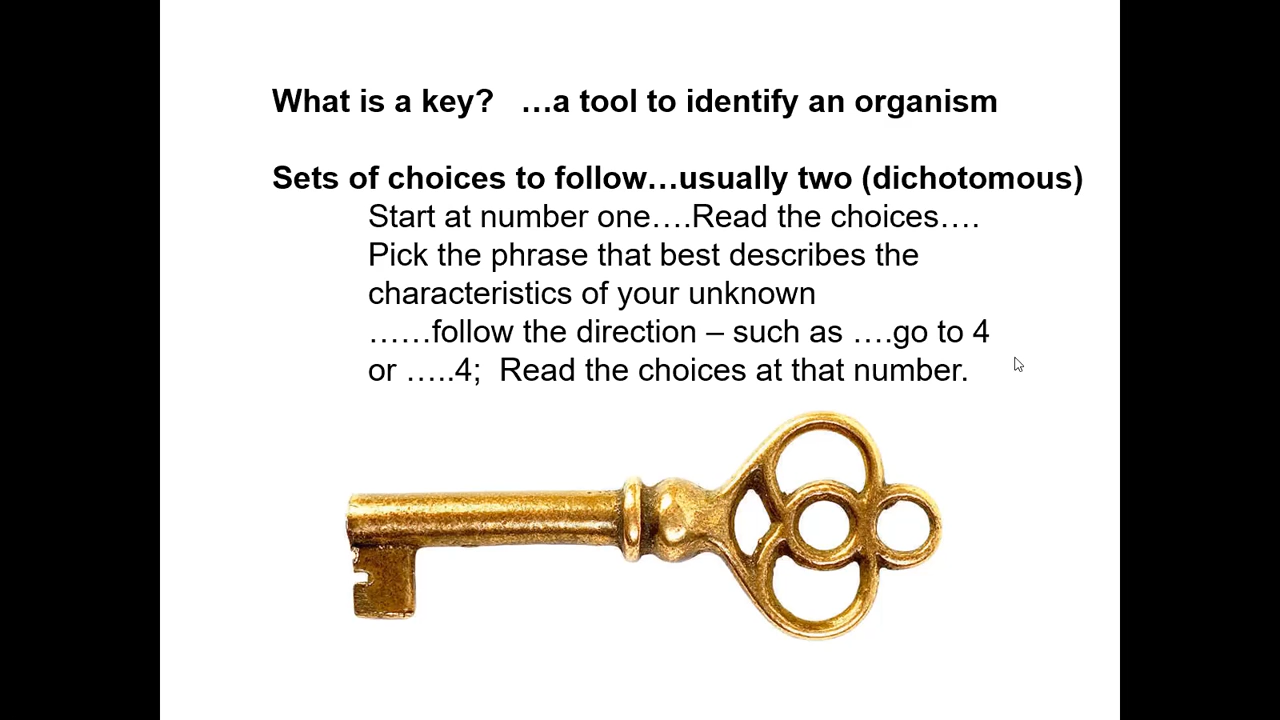 What is a key?   …a tool to identify an organism
Sets of choices to follow…usually two (dichotomous)
Start at number one….Read the choices….
Pick the phrase that best describes the
characteristics of your unknown
……follow the direction – such as ….go to 4
or …..4;  Read the choices at that number.